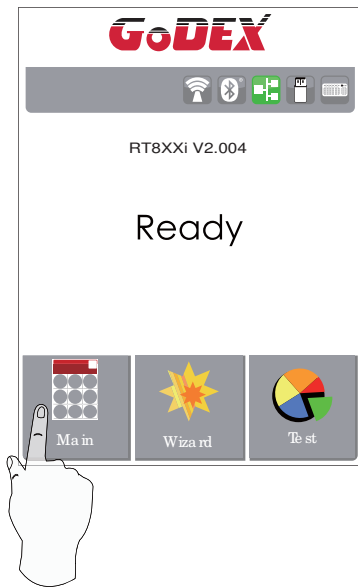 GoDEX
RT8XXi V2.004
Ready
Main
Wizard
Test